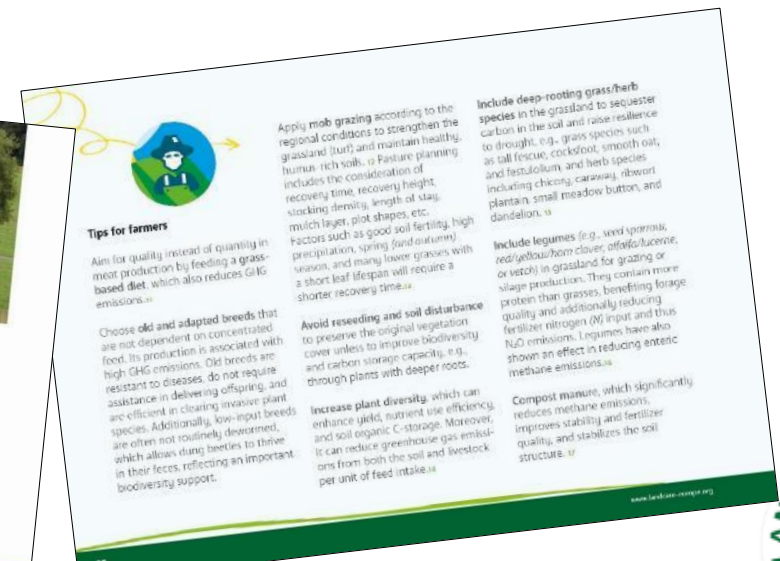 Tips for farmers
Aim for quality instead of quantity in
meat production by feeding a grass-
based diet, which also reduces GHG
emissions.
Choose old and adapted breeds that
are not dependent on concentrated
feed. Its production is associated with
high GHG emissions. Old breeds are
resistant to diseases, do not require
assistance in delivering offspring, and
are efficient in clearing invasive plant
species. Additionally, low-input breeds
are often not routinely dewormed,
which allows dung beetles to thrive
in their feces, reflecting an important
biodiversity support.
Apply mob grazing according to the
regional conditions to strengthen the
grassland (turf) and maintain healthy,
humus-rich soils. Pasture planning
includes the consideration of
recovery time, recovery height,
stocking density, length of stay,
mulch layer, plot shapes, etc.
Factors such as good soil fertility, high
precipitation, spring (and autumn)
season, and many lower grasses with
a short leaf lifespan will require a
shorter recovery time.
Avoid reseeding and soil disturbance
to preserve the original vegetation
cover unless to improve biodiversity
and carbon storage capacity, e.g.,
through plants with deeper roots.
Increase plant diversity, which can
enhance yield, nutrient use efficiency,
and soil organic C-storage. Moreover,
it can reduce greenhouse gas emissi-
ons from both the soil and livestock
per unit of feed intake.
Include deep-rooting grass/herb
species in the grassland to sequester
carbon in the soil and raise resilience
to drought, e.g., grass species such
as tall fescue, cocksfoot, smooth oat,
and festulolium, and herb species
including chicory, caraway, ribwort
plantain, small meadow button, and
dandelion.
Include legumes (e.g., seed
red/yellow/horn clover, alfalfa/lucerne,
or vetch) in grassland for grazing or
silage production. They contain more
protein than grasses, benefiting forage
quality and additionally reducing
fertilizer nitrogen (N) input and thus
N₂O emissions. Legumes have also
shown an effect in reducing enteric
methane emissions.
Compost manure, which significantly
reduces methane emissions,
improves stability and fertilizer
quality, and stabilizes the soil
structure.